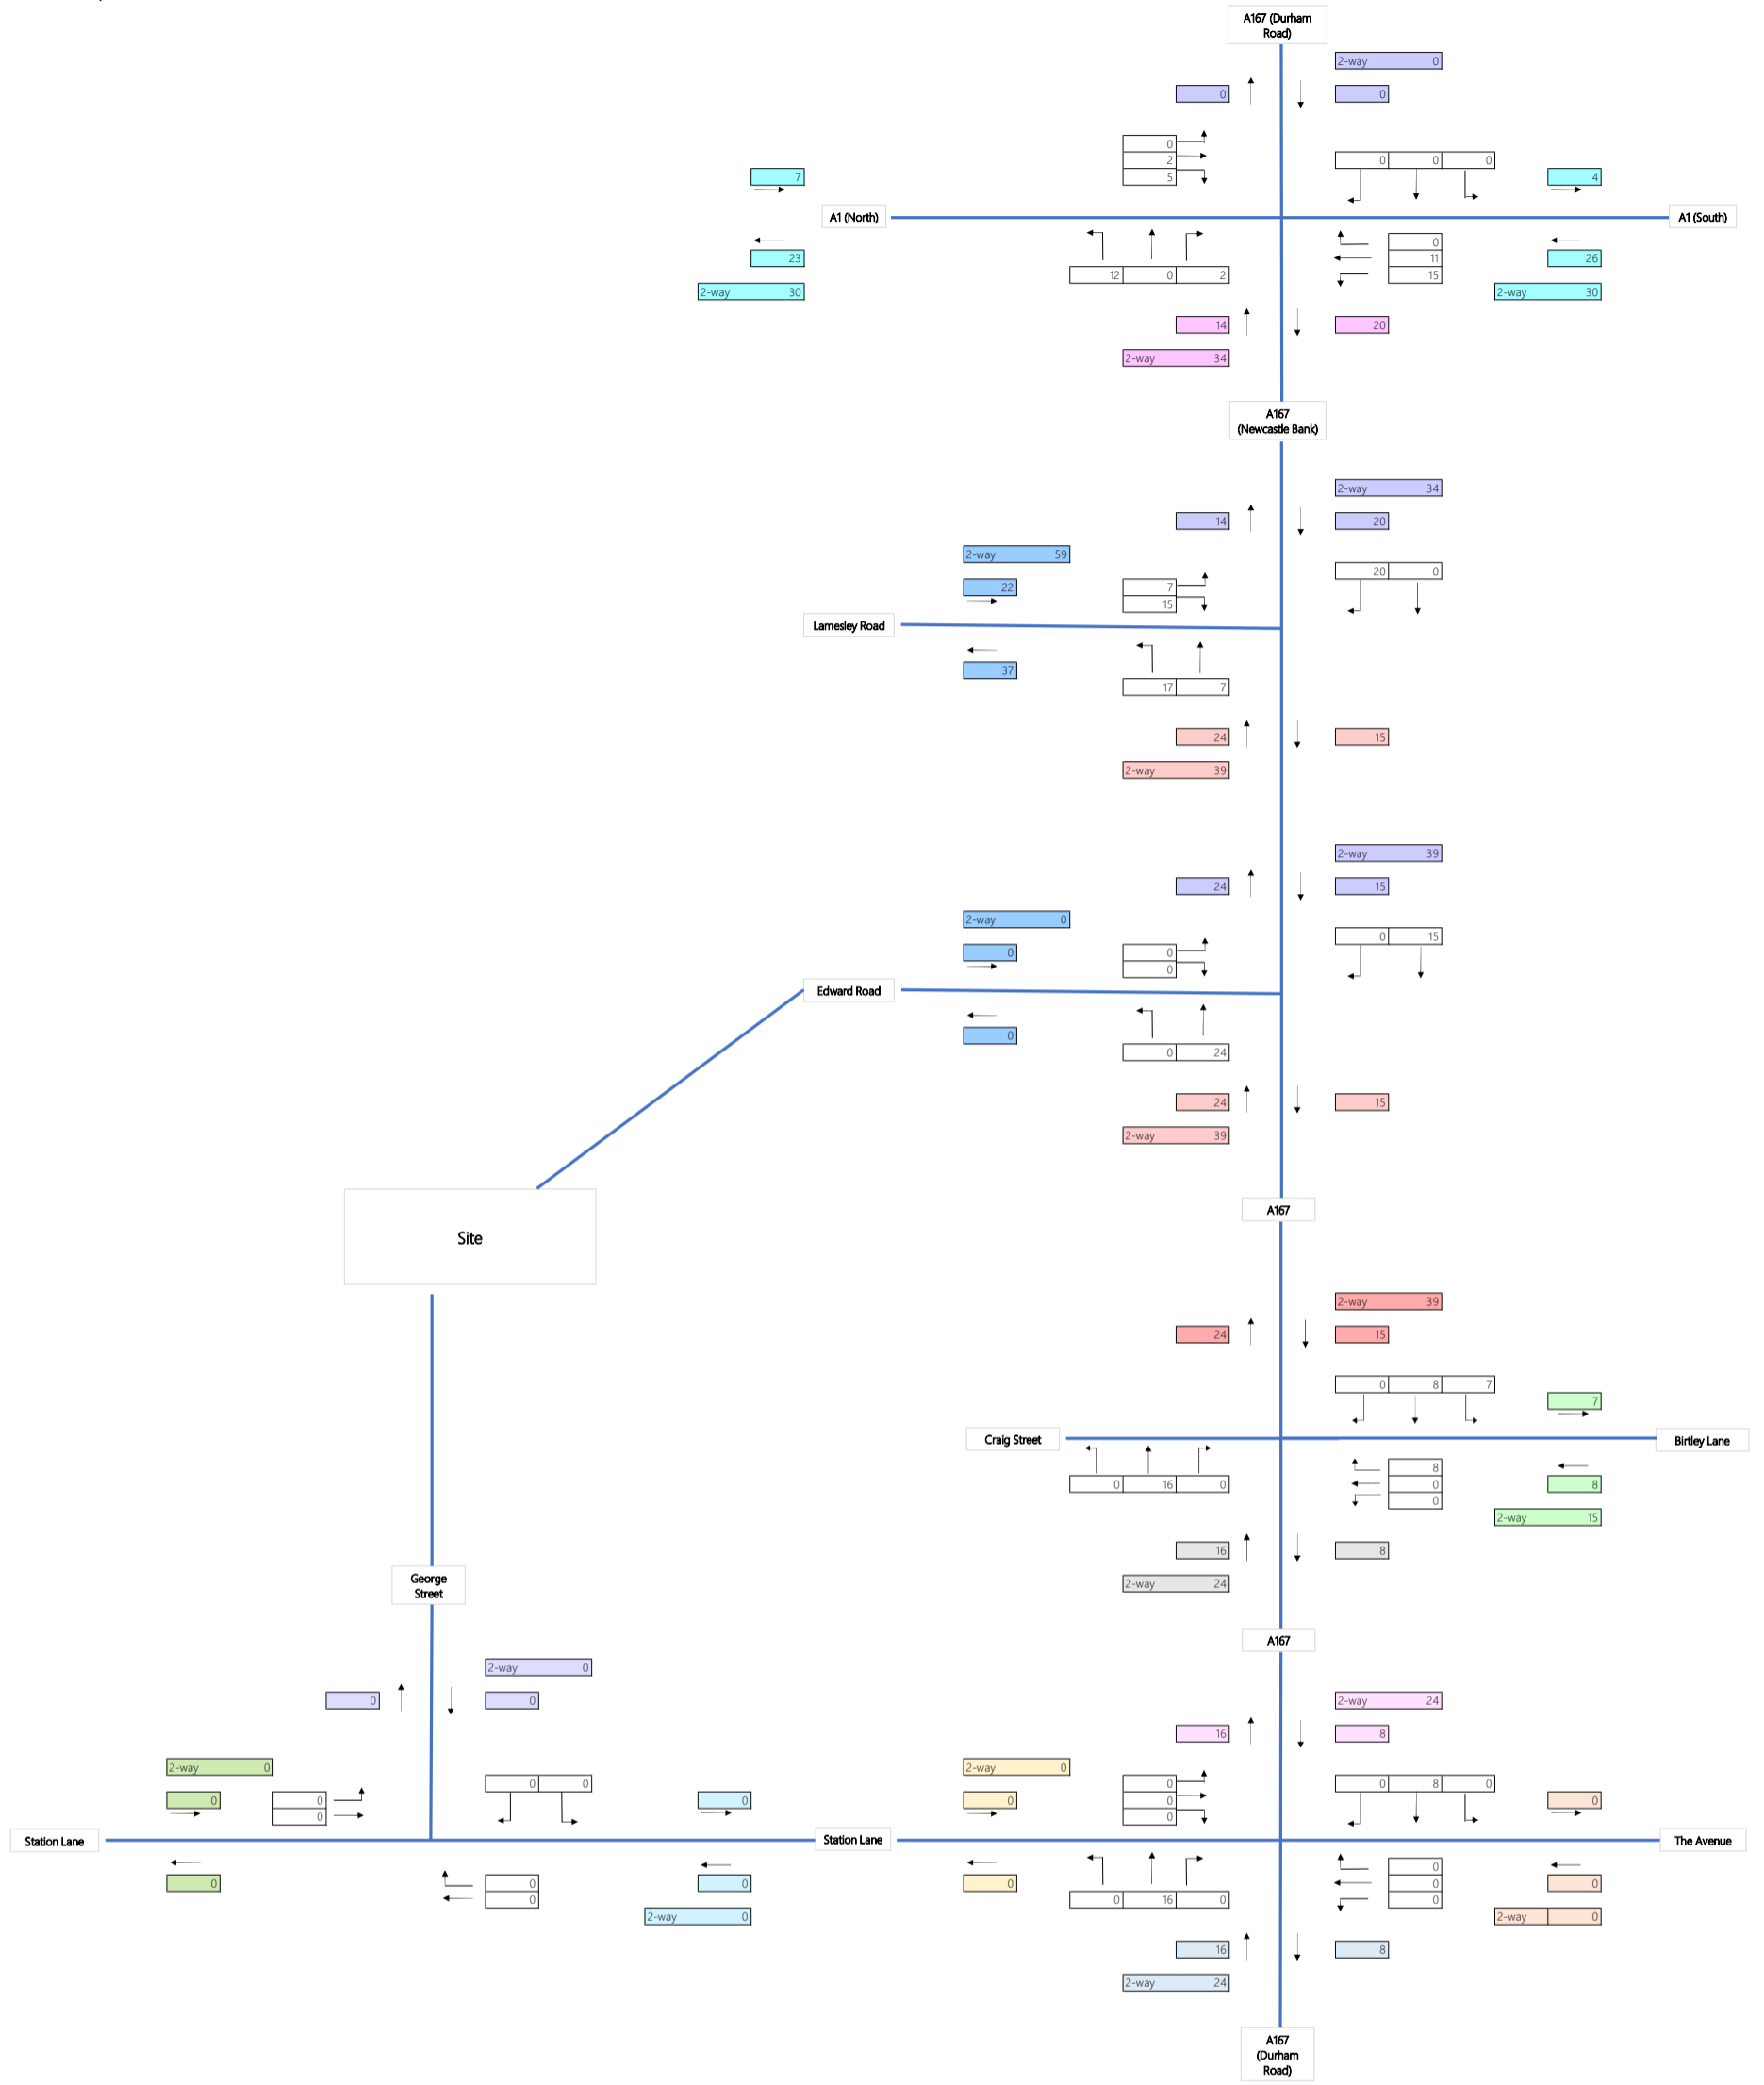 A167 (Durham
Road)
2-way 0
0 0
0
2
5
0 0 0
7 4
A1 (North) A1 (South)
0
11
15
23 26
12 0 2
2-way 30 2-way 30
14 20
2-way 34
A167
(Newcastle Bank)
2-way 34
14 20
2-way 59
20 0
22 7
15
Lamesley Road
37
17 7
24 15
2-way 39
2-way 39
24 15
2-way 0
0 15
0 0
0
Edward Road
0
0 24
24 15
2-way 39
Site
A167
2-way 39
24 15
0 8 7
7
Craig Street Birtley Lane
8
0 16 0 0 8
0
2-way 15
16 8
2-way 24
George
Street
A167
2-way 0
0 0
2-way 24
16 8
2-way 0 2-way 0
0 0 0 8 0
0 0 0 0 0 0
0 0
0
Station Lane Station Lane The Avenue
0
0 0 0 0 0 0
0 0 16 0 0
2-way 0 2-way 0
16 8
2-way 24
A167
(Durham
Road)